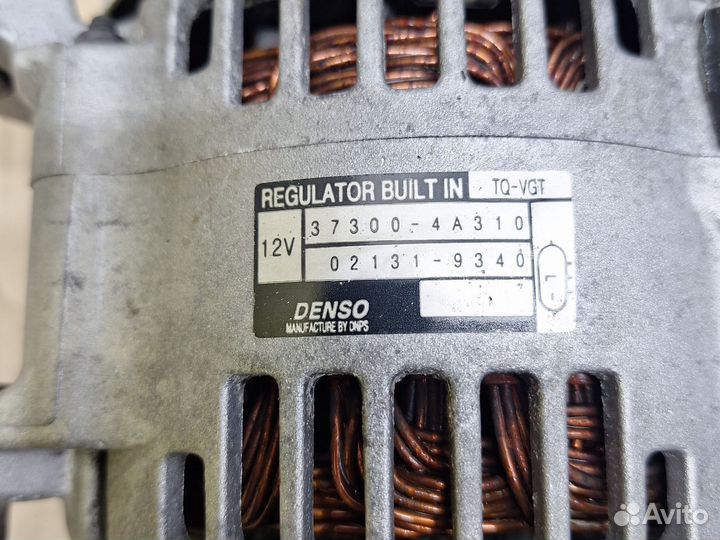 REGULATOR BUILT IN TQ-VGT
12V
37300-4A310
02131-9340
DENSO
MANUFACTURE BY DNPS
Avito